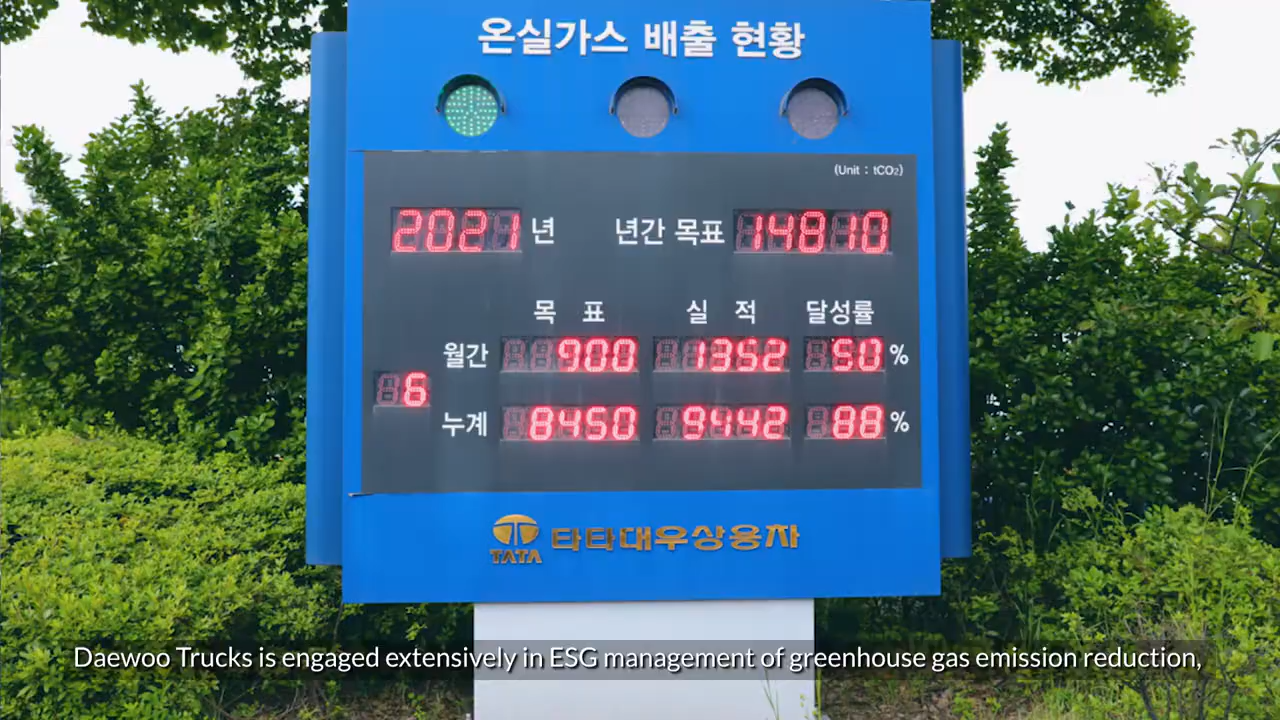 온실가스 배출 현황
(Unit : tCO₂)
2021 년 년간 목표 14810
목 표 실 적 달성률
월간 900 1352 50 %
6
누계 8450 9442 88 %
TATA 타타대우상용차
Daewoo Trucks is engaged extensively in ESG management of greenhouse gas emission reduction,